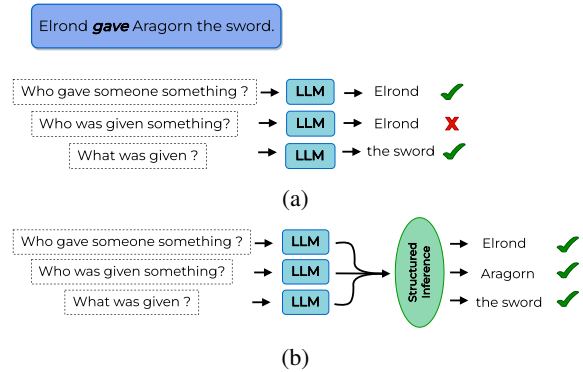 Elrond gave Aragorn the sword.
Who gave someone something ? LLM Elrond
Who was given something? LLM Elrond X
What was given ? LLM the sword
(a)
Who gave someone something ? LLM Elrond
Who was given something? LLM Aragorn
What was given ? LLM the sword
Structured
Inference
(b)